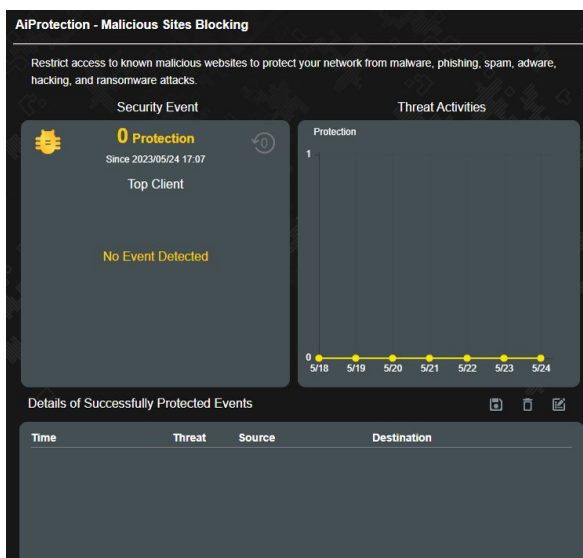 AiProtection - Malicious Sites Blocking
Restrict access to known malicious websites to protect your network from malware, phishing, spam, adware,
hacking, and ransomware attacks.
Security Event
Threat Activities
0 Protection
Since 2023/05/24 17:07
0
Top Client
No Event Detected
Protection
1
0
5/18 5/19 5/20 5/21 5/22 5/23 5/24
Details of Successfully Protected Events
Time Threat Source Destination